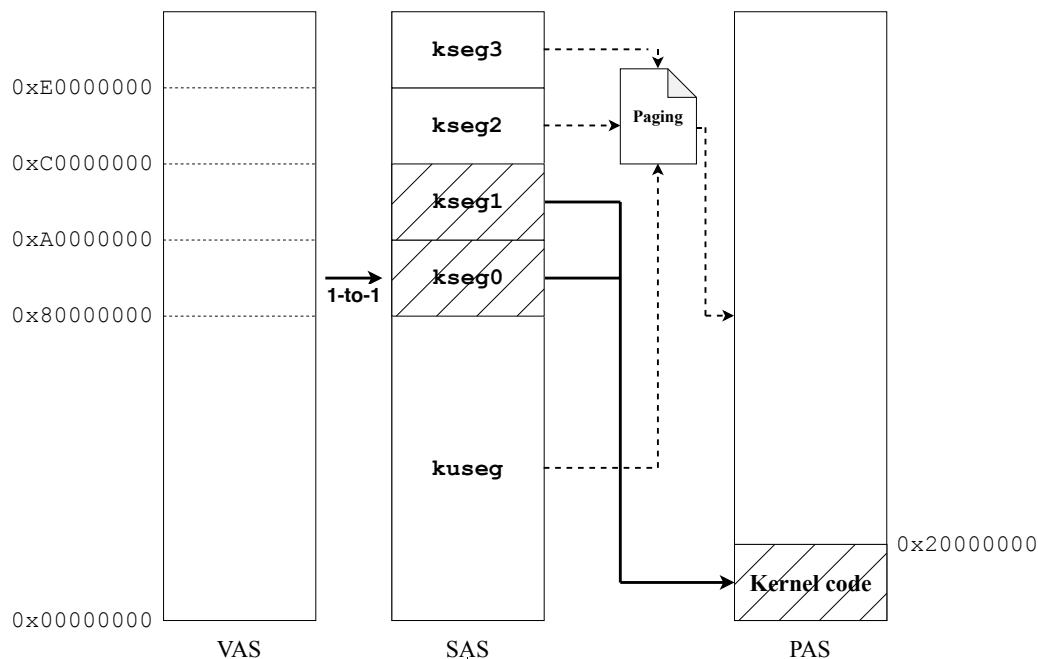 kseg3
0xE0000000
Paging
kseg2
0xC0000000
kseg1
0xA0000000
kseg0
1-to-1
0x80000000
kuseg
0x20000000
Kernel code
0x00000000
VAS
SAS
PAS